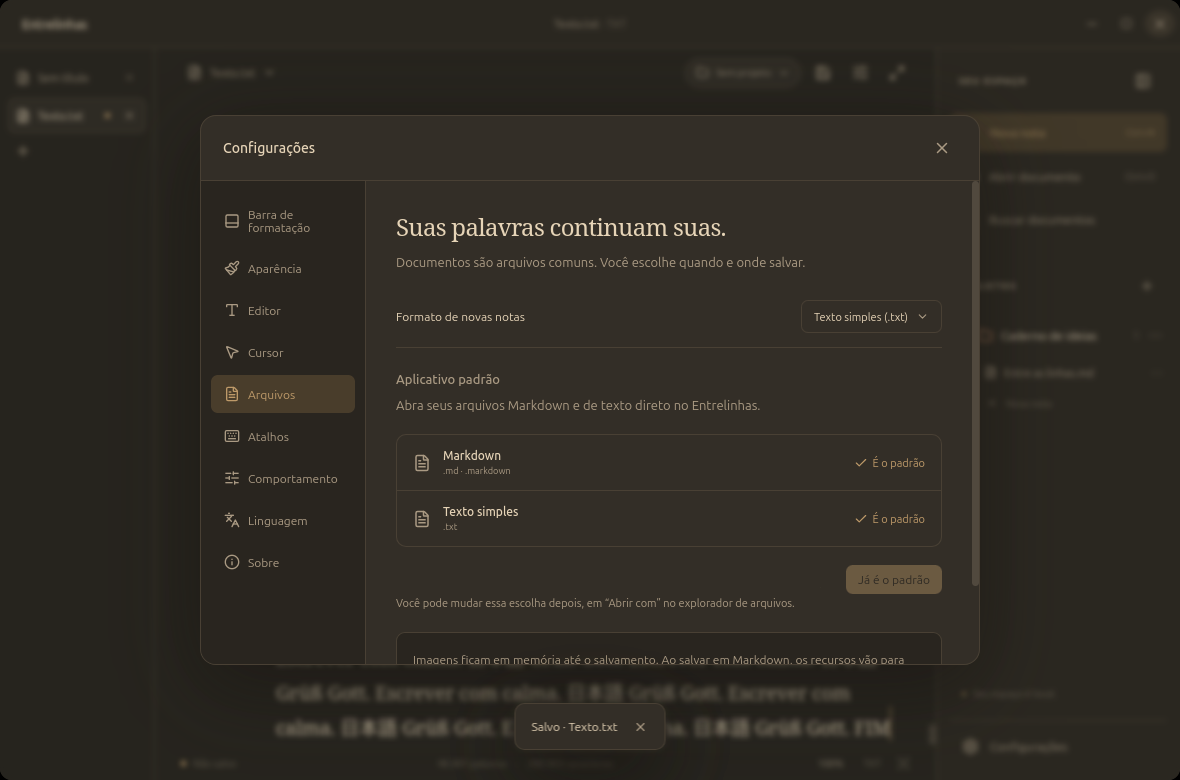 Entrelinhas
Configurações
Barra de
formatação
Aparência
Editor
Cursor
Arquivos
Atalhos
Comportamento
Linguagem
Sobre
Suas palavras continuam suas.
Documentos são arquivos comuns. Você escolhe quando e onde salvar.
Formato de novas notas
Texto simples (.txt)
Aplicativo padrão
Abra seus arquivos Markdown e de texto direto no Entrelinhas.
Markdown
.md · .markdown
É o padrão
Texto simples
.txt
É o padrão
Já é o padrão
Você pode mudar essa escolha depois, em “Abrir com” no explorador de arquivos.
Imagens ficam em memória até o salvamento. Ao salvar em Markdown, os recursos vão para
Grüß Gott. Escrever com calma. 日本語 Grüß Gott. Escrever com
calma. 日本語 Grüß Gott. 日本語 Grüß Gott. FIM
Salvo · Texto.txt
Configurações